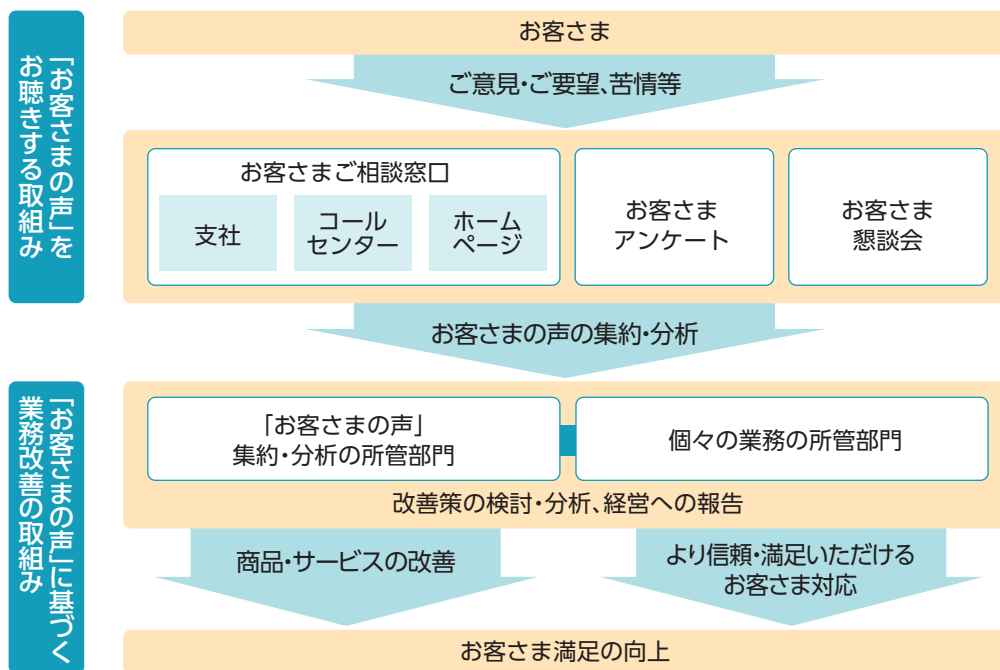 「お客さまの声」を
お聴きする取組み
お客さま
ご意見・ご要望、苦情等
お客さまご相談窓口
支社
コール
センター
ホーム
ページ
お客さま
アンケート
お客さま
懇談会
お客さまの声の集約・分析
「お客さまの声」に基づく
業務改善の取組み
「お客さまの声」
集約・分析の所管部門
個々の業務の所管部門
改善策の検討・分析、経営への報告
商品・サービスの改善
より信頼・満足いただける
お客さま対応
お客さま満足の向上